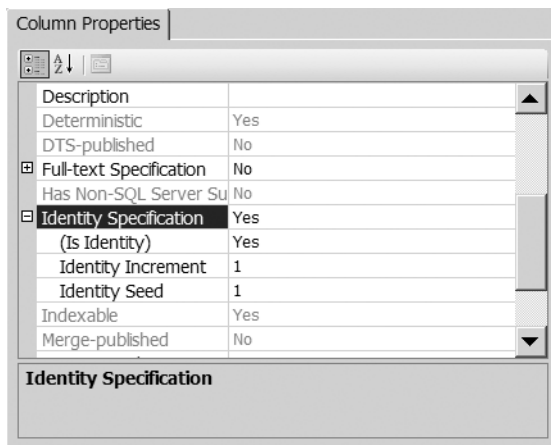 Column Properties
Description
Deterministic Yes
DTS-published No
Full-text Specification No
Has Non-SQL Server Su No
Identity Specification Yes
(Is Identity) Yes
Identity Increment 1
Identity Seed 1
Indexable Yes
Merge-published No
Identity Specification